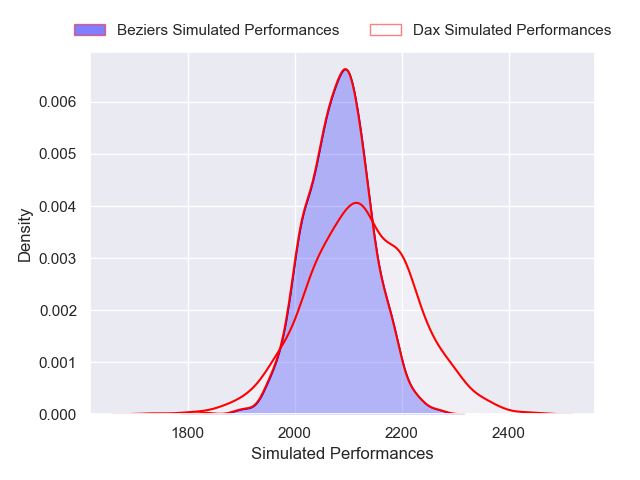 Beziers Simulated Performances Dax Simulated Performances
0.006
0.005
0.004
0.003
0.002
0.001
0.000
Density
1800 2000 2200 2400
Simulated Performances